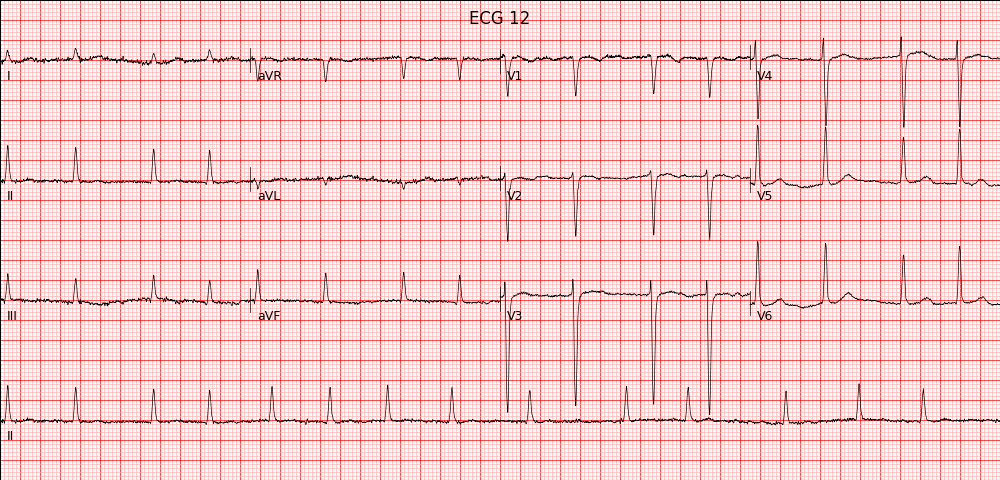 ECG 12
I aVR V1 V4
II aVL V2 V5
III aVF V3 V6
II